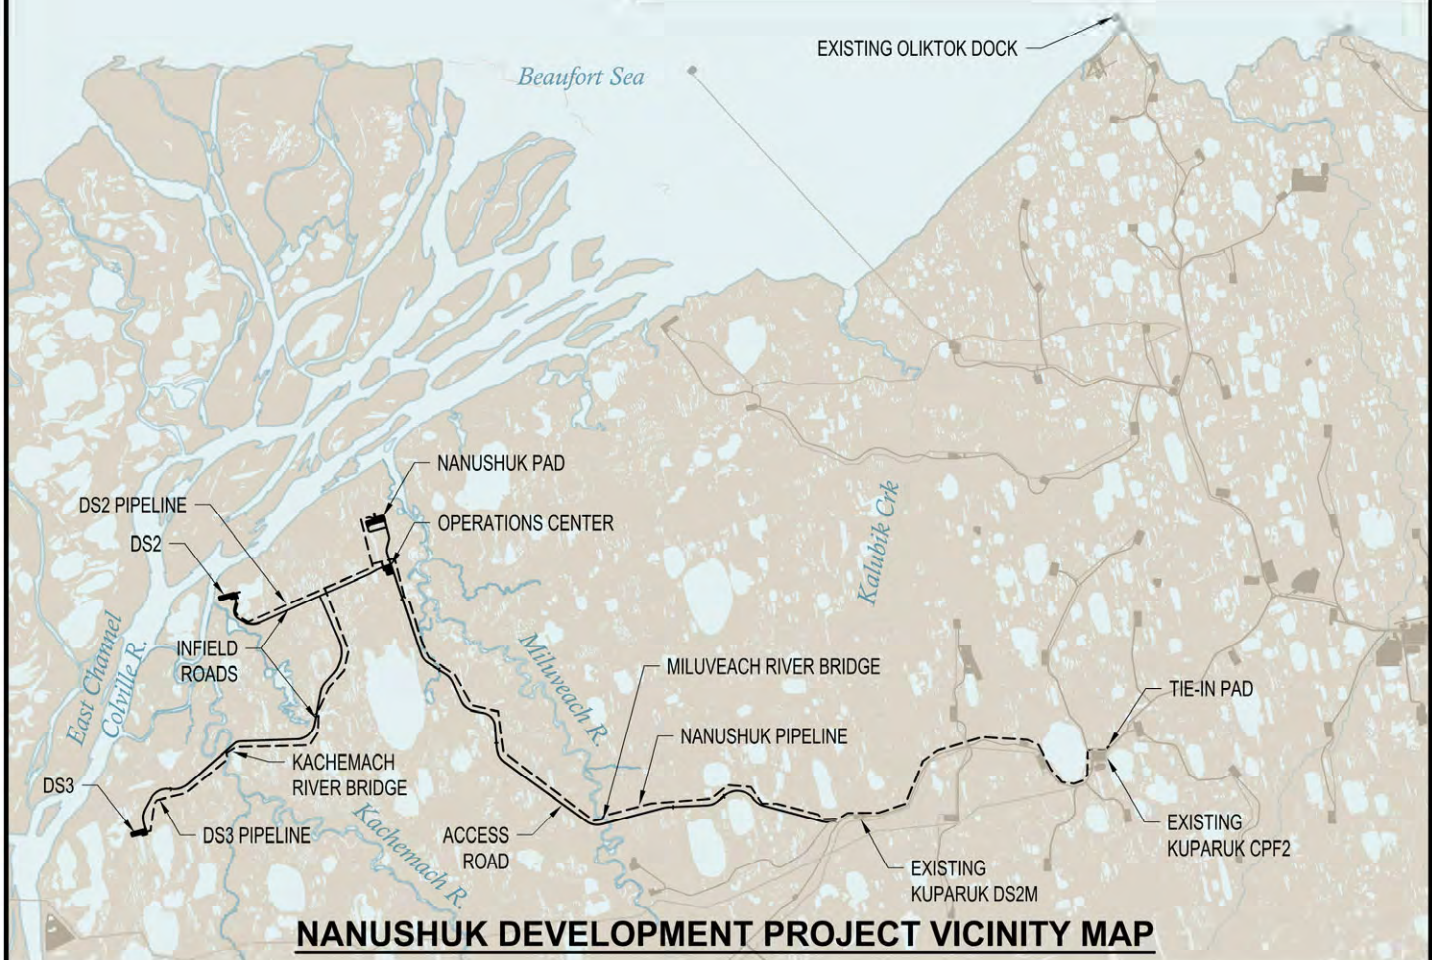 EXISTING OLIKTOK DOCK
Beaufort Sea
NANUSHUK PAD
DS2 PIPELINE
OPERATIONS CENTER
DS2
Kalubik Crk
East Channel
Colville R.
INFIELD
ROADS
Miluveach R.
MILUVEACH RIVER BRIDGE
TIE-IN PAD
NANUSHUK PIPELINE
KACHEMACH
RIVER BRIDGE
DS3
DS3 PIPELINE
Kachemach R.
ACCESS
ROAD
EXISTING
KUPARUK CPF2
EXISTING
KUPARUK DS2M
NANUSHUK DEVELOPMENT PROJECT VICINITY MAP